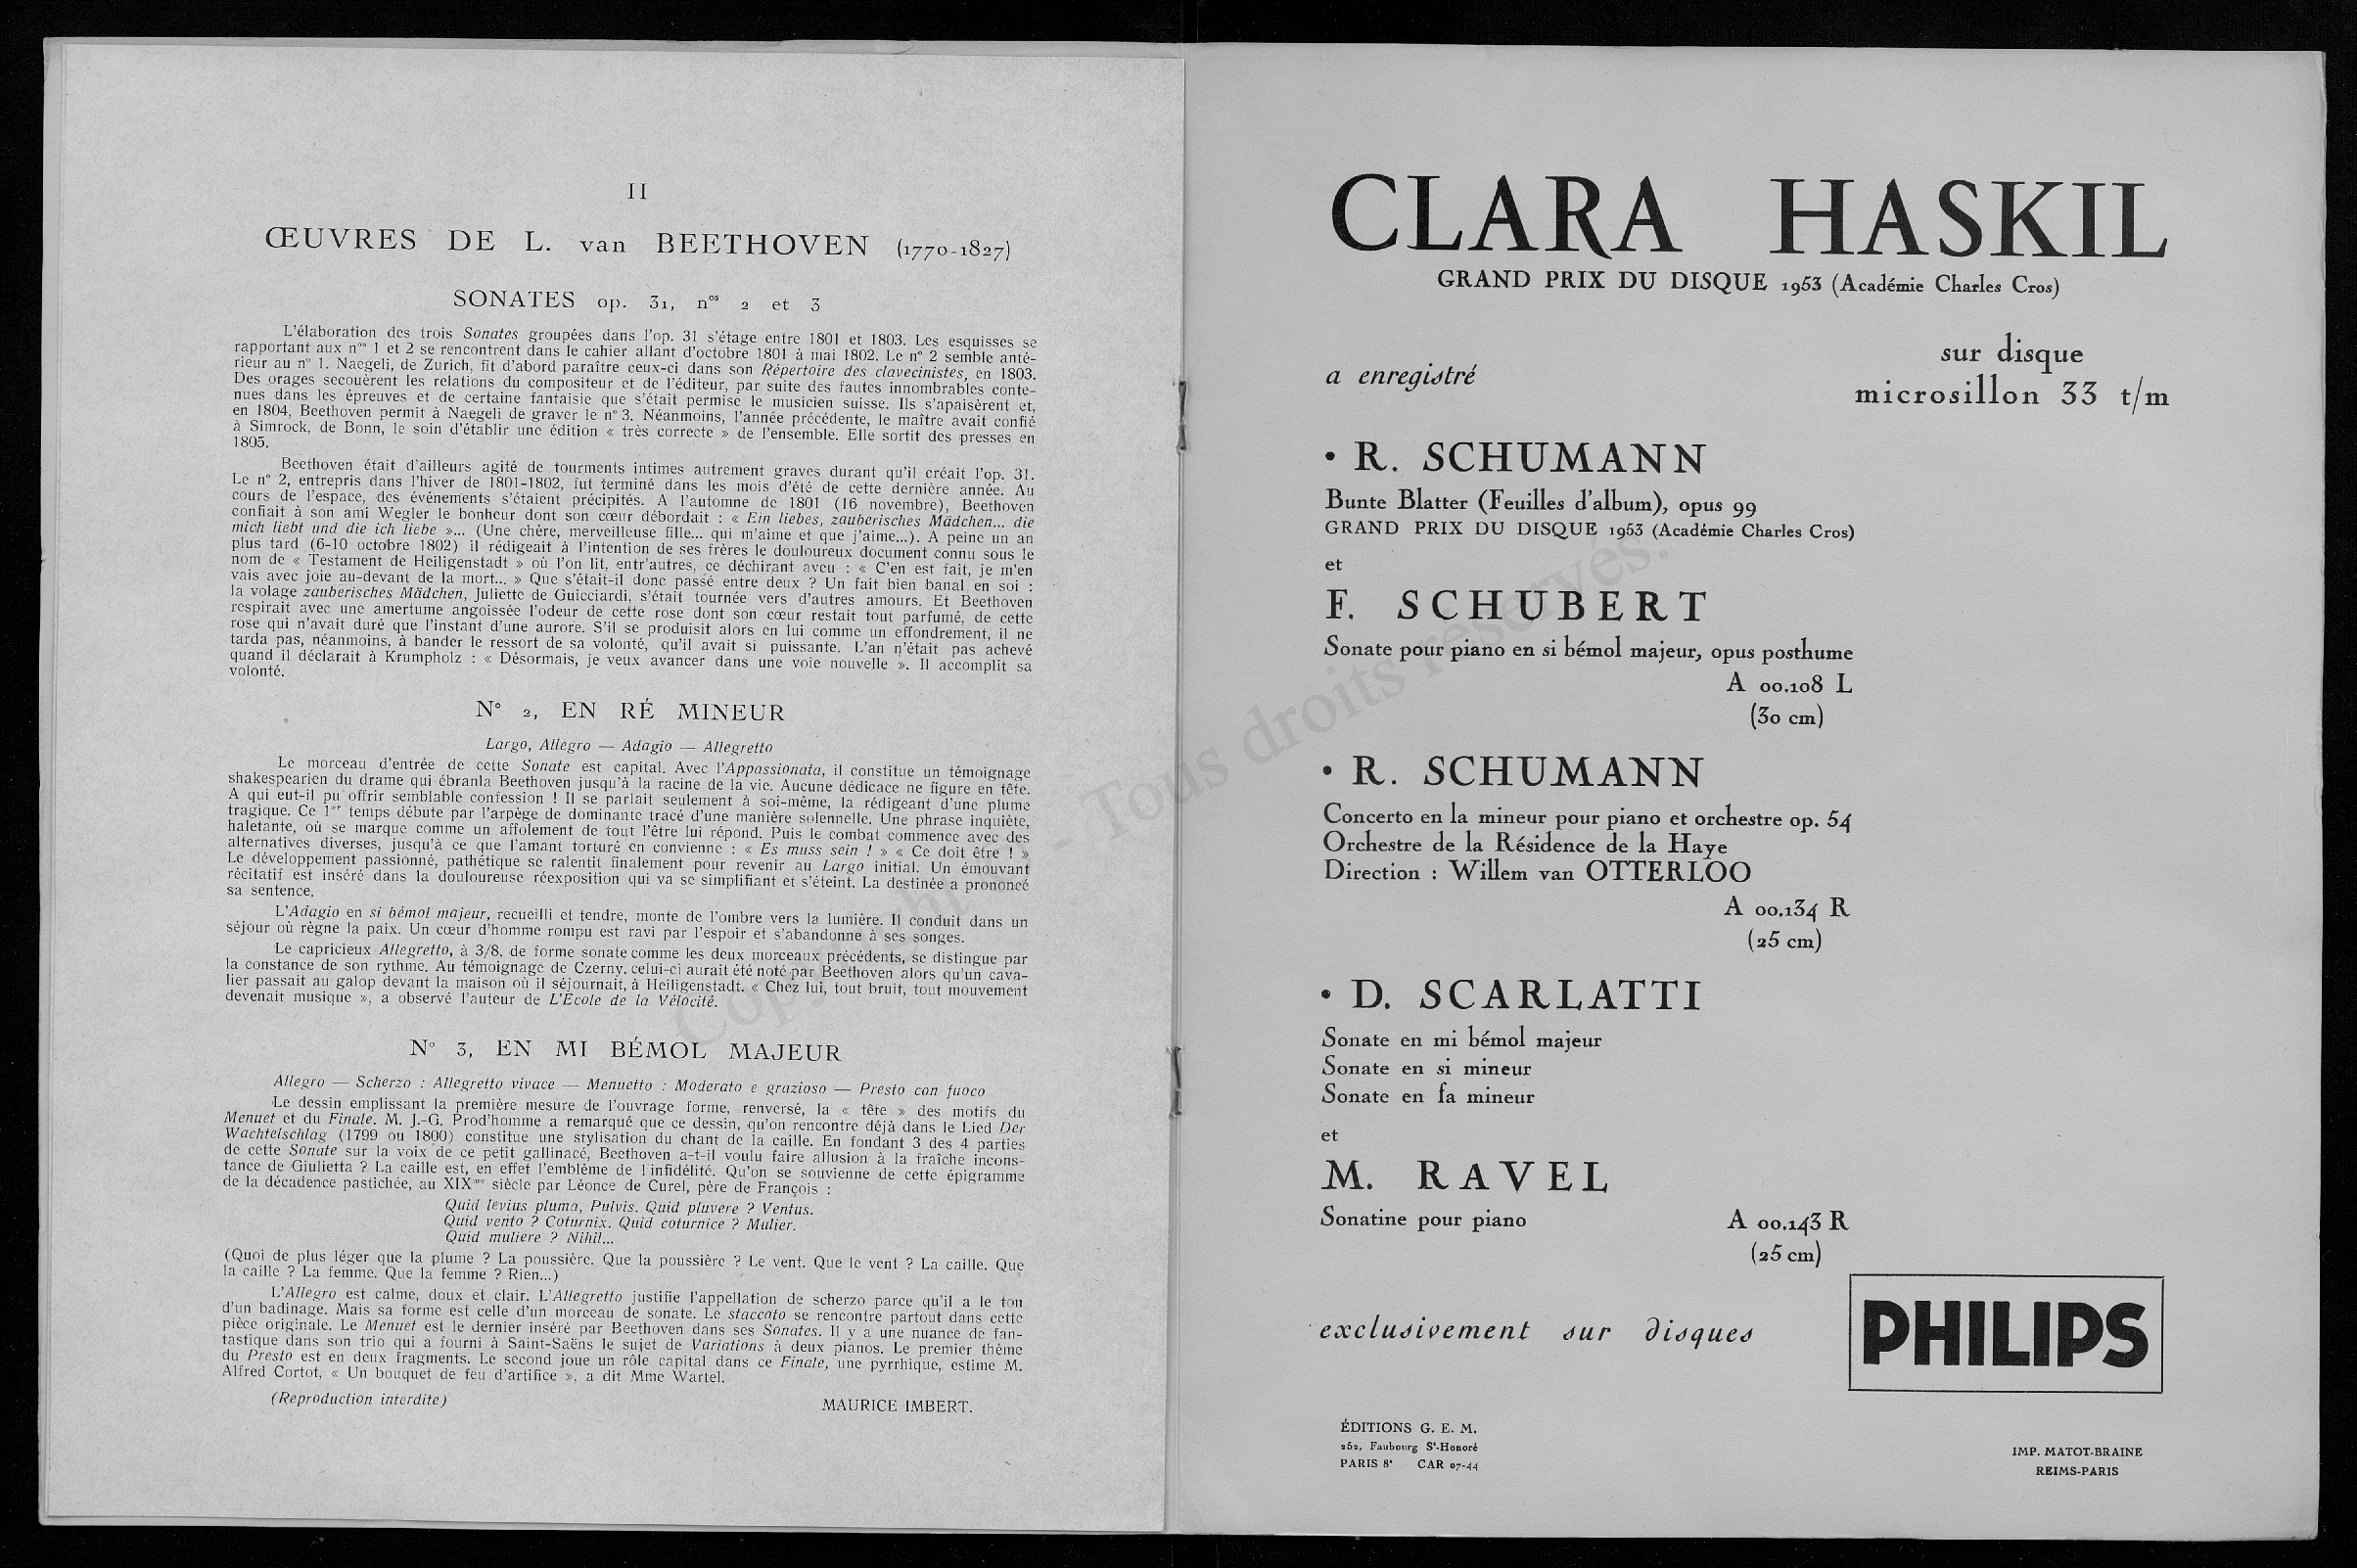 II
ŒUVRES DE L. van BEETHOVEN (1770-1827)
SONATES op. 31, nos 2 et 3
L'élaboration des trois Sonates groupées dans l'op. 31 s'étage entre 1801 et 1803. Les esquisses se
rapportant aux nos 1 et 2 se rencontrent dans le cahier allant d'octobre 1801 à mai 1802. Le n° 2 semble anté-
rieur au n° 1. Naegeli, de Zurich, fit d'abord paraître ceux-ci dans son Répertoire des clavecinistes, en 1803.
Des orages secouèrent les relations du compositeur et de l'éditeur, par suite des fautes innombrables conte-
nues dans les épreuves et de certaine fantaisie que s'était permise le musicien suisse. Ils s'apaisèrent et,
en 1804, Beethoven permit à Naegeli de graver le n° 3. Néanmoins, l'année précédente, le maître avait confié
à Simrock, de Bonn, le soin d'établir une édition « très correcte » de l'ensemble. Elle sortit des presses en
1805.
Beethoven était d'ailleurs agité de tourments intimes autrement graves durant qu'il créait l'op. 31.
Le n° 2, entrepris dans l'hiver de 1801-1802, fut terminé dans les mois d'été de cette dernière année. Au
cours de l'espace, des événements s'étaient précipités. A l'automne de 1801 (16 novembre), Beethoven
confiait à son ami Wegler le bonheur dont son cœur débordait : « Ein liebes, zauberisches Mädchen... die
mich liebt und die ich liebe »... (Une chère, merveilleuse fille... qui m'aime et que j'aime...). A peine un an
plus tard (6-10 octobre 1802) il rédigeait à l'intention de ses frères le douloureux document connu sous le
nom de « Testament de Heiligenstadt » où l'on lit, entr'autres, ce déchirant aveu : « C'en est fait, je m'en
vais avec joie au-devant de la mort... » Que s'était-il donc passé entre deux ? Un fait bien banal en soi :
la volage zauberisches Mädchen, Juliette de Guicciardi, s'était tournée vers d'autres amours. Et Beethoven
respirait avec une amertume angoissée l'odeur de cette rose dont son cœur restait tout parfumé, de cette
rose qui n'avait duré que l'instant d'une aurore. S'il se produisit alors en lui comme un effondrement, il ne
tarda pas, néanmoins, à bander le ressort de sa volonté, qu'il avait si puissante. L'an n'était pas achevé
quand il déclarait à Krumpholz : « Désormais, je veux avancer dans une voie nouvelle ». Il accomplit sa
volonté.
N° 2, EN RÉ MINEUR
Largo, Allegro — Adagio — Allegretto
Le morceau d'entrée de cette Sonate est capital. Avec l'Appassionata, il constitue un témoignage
shakespearien du drame qui ébranla Beethoven jusqu'à la racine de la vie. Aucune dédicace ne figure en tête.
A qui eut-il pu offrir semblable confession ! Il se parlait seulement à soi-même, la rédigeant d'une plume
tragique. Ce 1er temps débute par l'arpège de dominante tracé d'une manière solennelle. Une phrase inquiète,
haletante, où se marque comme un affolement de tout l'être lui répond. Puis le combat commence avec des
alternatives diverses, jusqu'à ce que l'amant torturé en convienne : « Es muss sein ! » « Ce doit être ! »
Le développement passionné, pathétique se ralentit finalement pour revenir au Largo initial. Un émouvant
récitatif est inséré dans la douloureuse réexposition qui va se simplifiant et s'éteint. La destinée a prononcé
sa sentence.
L'Adagio en si bémol majeur, recueilli et tendre, monte de l'ombre vers la lumière. Il conduit dans un
séjour où règne la paix. Un cœur d'homme rompu est ravi par l'espoir et s'abandonne à ses songes.
Le capricieux Allegretto, à 3/8, de forme sonate comme les deux morceaux précédents, se distingue par
la constance de son rythme. Au témoignage de Czerny, celui-ci aurait été noté par Beethoven alors qu'un cava-
lier passait au galop devant la maison où il séjournait, à Heiligenstadt. « Chez lui, tout bruit, tout mouvement
devenait musique », a observé l'auteur de L'Ecole de la Vélocité.
N° 3, EN MI BÉMOL MAJEUR
Allegro — Scherzo : Allegretto vivace — Menuetto : Moderato e grazioso — Presto con fuoco
Le dessin emplissant la première mesure de l'ouvrage forme, renversé, la « tête » des motifs du
Menuet et du Finale. M. J.-G. Prod'homme a remarqué que ce dessin, qu'on rencontre déjà dans le Lied Der
Wachtelschlag (1799 ou 1800) constitue une stylisation du chant de la caille. En fondant 3 des 4 parties
de cette Sonate sur la voix de ce petit gallinacé, Beethoven a-t-il voulu faire allusion à la fraîche incons-
tance de Giulietta ? La caille est, en effet l'emblème de l'infidélité. Qu'on se souvienne de cette épigramme
de la décadence pastichée, au XIXme siècle par Léonce de Curel, père de François :
Quid levius pluma, Pulvis. Quid pluvere ? Ventus.
Quid vento ? Coturnix. Quid coturnice ? Mulier.
Quid muliere ? Nihil...
(Quoi de plus léger que la plume ? La poussière. Que la poussière ? Le vent. Que le vent ? La caille. Que
la caille ? La femme. Que la femme ? Rien...)
L'Allegro est calme, doux et clair. L'Allegretto justifie l'appellation de scherzo parce qu'il a le ton
d'un badinage. Mais sa forme est celle d'un morceau de sonate. Le staccato se rencontre partout dans cette
pièce originale. Le Menuet est le dernier inséré par Beethoven dans ses Sonates. Il y a une nuance de fan-
tastique dans son trio qui a fourni à Saint-Saëns le sujet de Variations à deux pianos. Le premier thème
du Presto est en deux fragments. Le second joue un rôle capital dans ce Finale, une pyrrhique, estime M.
Alfred Cortot, « Un bouquet de feu d'artifice », a dit Mme Wartel.
(Reproduction interdite)
MAURICE IMBERT.
CLARA HASKIL
GRAND PRIX DU DISQUE 1953 (Académie Charles Cros)
a enregistré
sur disque
microsillon 33 t/m
• R. SCHUMANN
Bunte Blatter (Feuilles d'album), opus 99
GRAND PRIX DU DISQUE 1953 (Académie Charles Cros)
et
F. SCHUBERT
Sonate pour piano en si bémol majeur, opus posthume
A 00.108 L
(30 cm)
• R. SCHUMANN
Concerto en la mineur pour piano et orchestre op. 54
Orchestre de la Résidence de la Haye
Direction : Willem van OTTERLOO
A 00.134 R
(25 cm)
• D. SCARLATTI
Sonate en mi bémol majeur
Sonate en si mineur
Sonate en fa mineur
et
M. RAVEL
Sonatine pour piano A 00.143 R
(25 cm)
exclusivement sur disques
PHILIPS
ÉDITIONS G. E. M.
252, Faubourg St-Honoré
PARIS 8e CAR 07-44
IMP. MATOT-BRAINE
REIMS-PARIS
Copyright - Tous droits réservés.